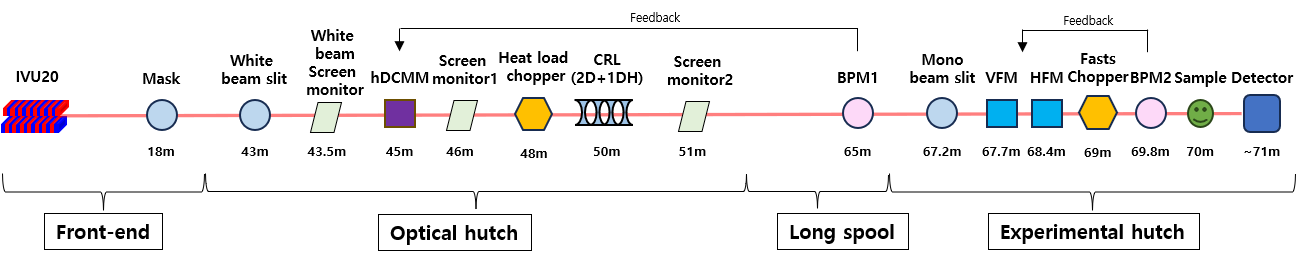 Feedback
Feedback
IVU20
Mask
White
beam slit
White
beam
Screen
monitor
hDCMM
Screen
monitor1
Heat load
chopper
CRL
(2D+1DH)
Screen
monitor2
BPM1
Mono
beam slit
VFM
HFM
Fasts
Chopper
BPM2
Sample
Detector
18m
43m
43.5m
45m
46m
48m
50m
51m
65m
67.2m
67.7m
68.4m
69m
69.8m
70m
~71m
Front-end
Optical hutch
Long spool
Experimental hutch